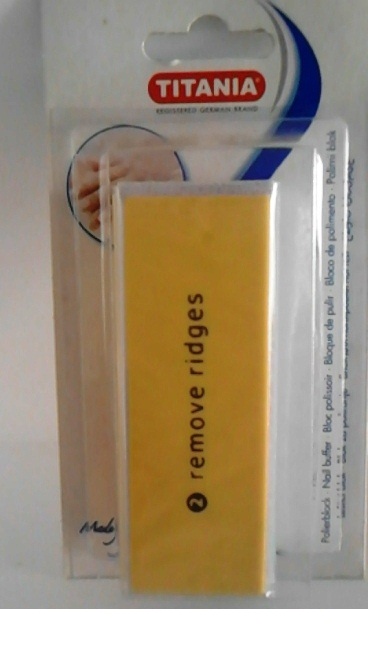 TITANIA®
REGISTERED GERMAN BRAND
2 remove ridges
Polierblock · Nail buffer · Bloc polissoir · Bloque de pulir · Bloco de polimento · Polirni blok